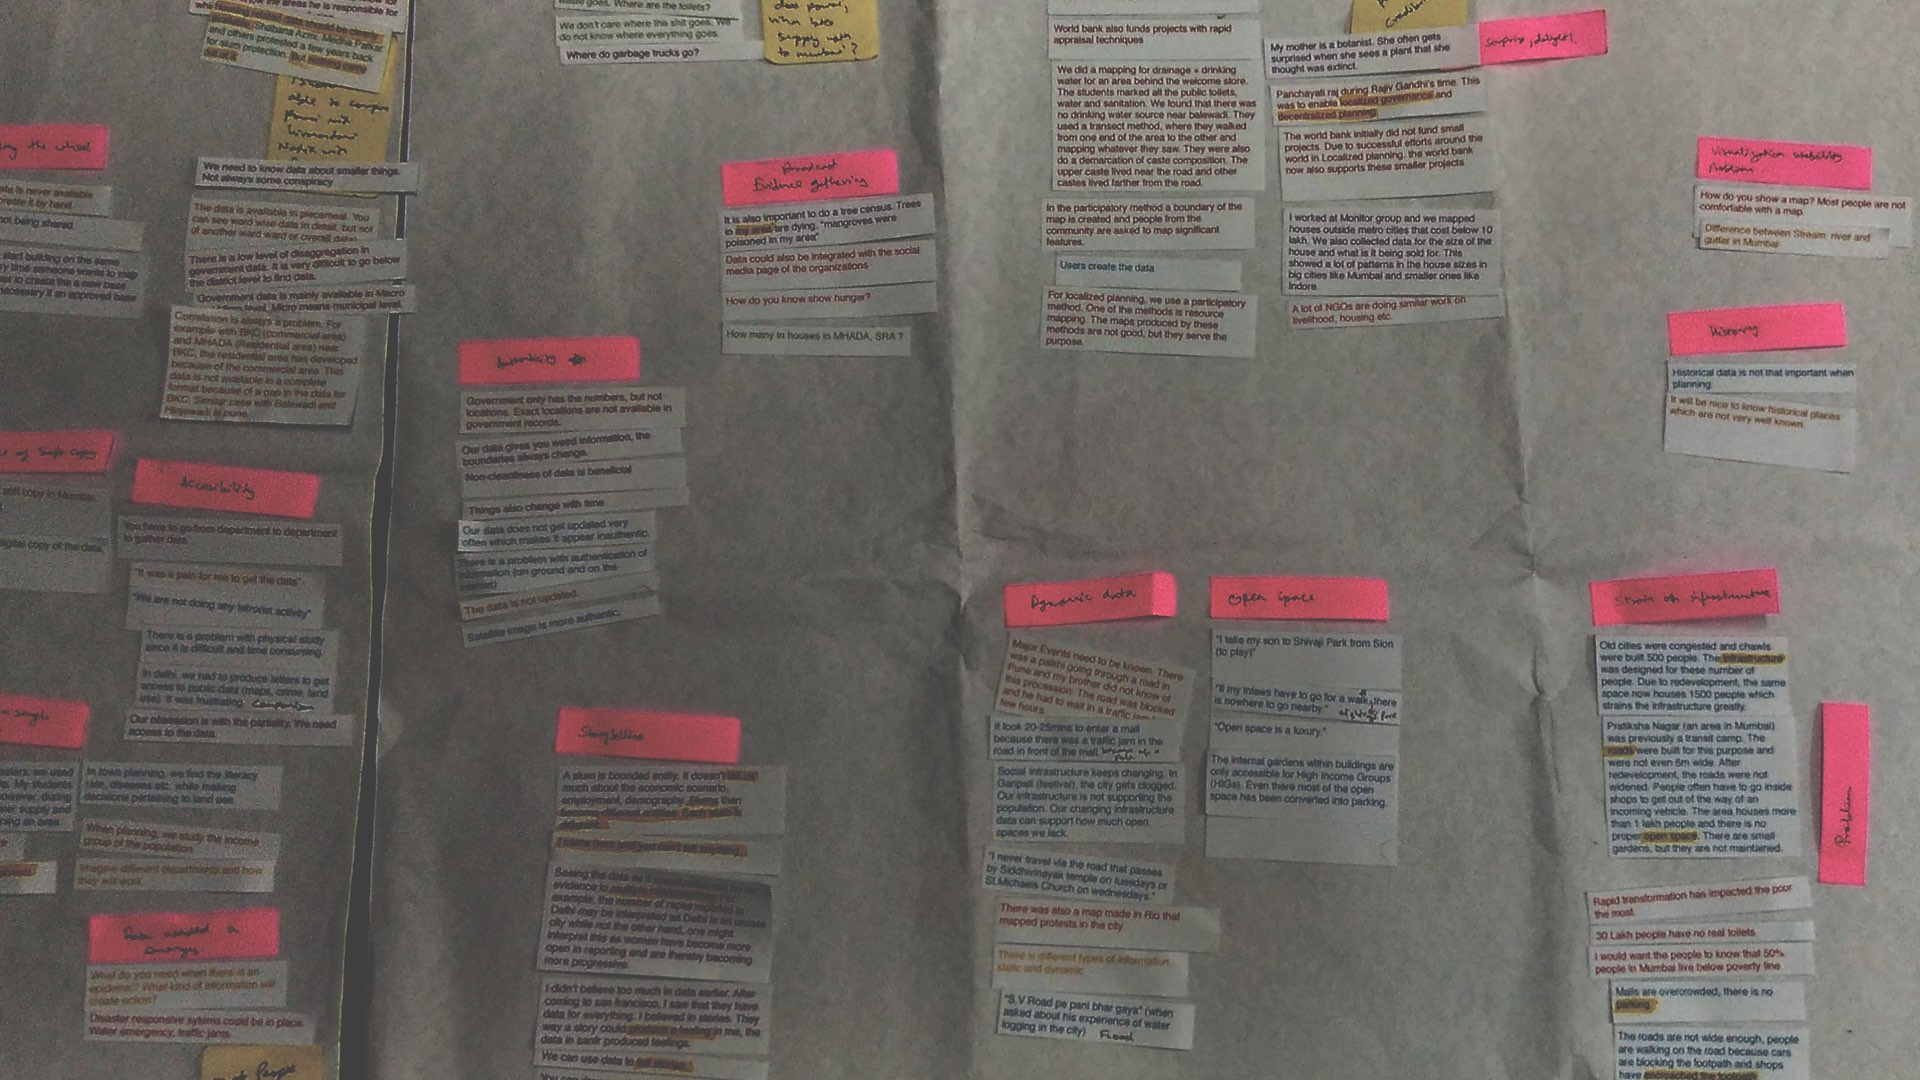 the areas he is responsible for
Shabana Azmi, Medha Patkar
and others protested a few years back
for slum protection. But
able to compare
We need to know data about smaller things.
Not always some conspiracy
The data is available in piecemeal. You
can see ward wise data in detail, but not
of another ward or overall data
There is a low level of disaggregation in
government data. It is very difficult to go below
the district level to find data.
Government data is mainly available in Macro
level. Micro means municipal level.
Correlation is always a problem. For
example with BKC (commercial area)
and MHADA (Residential area) near
BKC, the residential area has developed
because of the commercial area. This
data is not available in a complete
format because of a gap in the data for
BKC. Similar case with Balewadi and
Hinjewadi in pune.
the wheel
is never available
create it by hand.
not being shared.
start building on the same
time someone wants to map
to create the a new base
necessary if an approved base
of Soft copy
soft copy in Mumbai.
digital copy of the data.
Accesibility
You have to go from department to department
to gather data.
"It was a pain for me to get the data"
"We are not doing any terrorist activity"
There is a problem with physical study
since it is difficult and time consuming.
In delhi, we had to produce letters to get
access to public data (maps, crime, land
use). It was frustrating Comparison
Our obsession is with the partiality. We need
access to the data.
single
we used
My students
however, during
supply and
an area.
In town planning, we find the literacy
rate, diseases etc. while making
decisions pertaining to land use.
When planning, we study the income
group of the population.
Imagine different departments and how
they will work.
Data needed in
emergency
What do you need when there is an
epidemic? What kind of information will
create action?
Disaster responsive sytems could be in place.
Water emergency, traffic jams.
People
waste goes. Where are the toilets?
We don't care where the shit goes. We
do not know where everything goes
Where do garbage trucks go?
does power,
water
supply
to mumbai?
Authenticity
Government only has the numbers, but not
locations. Exact locations are not available in
government records.
Our data gives you weird information, the
boundaries always change.
Non-cleanliness of data is beneficial
Things also change with time
Our data does not get updated very
often which makes it appear inauthentic.
There is a problem with authentication of
information (on ground and on the
internet)
The data is not updated.
Satellite image is more authentic.
Storytelling
A slum is bounded entity. It doesn't tell us
much about the economic scenario,
employment, demography. Slums then
become different entities. Each slum is
I came here and you can't tell anything.
Seeing the data as
evidence to multiple For
example, the number of rapes reported in
Delhi may be interpreted as Delhi is an unsafe
city while not the other hand, one might
interpret this as women have become more
open in reporting and are thereby becoming
more progressive.
I didn't believe too much in data earlier. After
coming to san francisco, I saw that they have
data for everything. I believed in stories. They
way a story could produce a feeling in me, the
data in sanfr produced feelings.
We can use data to tell stories.
Broadcast
Evidence gathering
It is also important to do a tree census. Trees
in my area are dying. "mangroves were
poisoned in my area"
Data could also be integrated with the social
media page of the organizations
How do you know show hunger?
How many in houses in MHADA, SRA ?
World bank also funds projects with rapid
appraisal techniques
We did a mapping for drainage + drinking
water for an area behind the welcome store.
The students marked all the public toilets,
water and sanitation. We found that there was
no drinking water source near balewadi. They
used a transect method, where they walked
from one end of the area to the other and
mapping whatever they saw. They were also
do a demarcation of caste composition. The
upper caste lived near the road and other
castes lived farther from the road.
In the participatory method a boundary of the
map is created and people from the
community are asked to map significant
features.
Users create the data
For localized planning, we use a participatory
method. One of the methods is resource
mapping. The maps produced by these
methods are not good, but they serve the
purpose.
My mother is a botanist. She often gets
surprised when she sees a plant that she
thought was extinct.
Surprise, delight!
Panchayati raj during Rajiv Gandhi's time. This
was to enable localized governance and
decentralized planning
The world bank initially did not fund small
projects. Due to successful efforts around the
world in Localized planning, the world bank
now also supports these smaller projects
I worked at Monitor group and we mapped
houses outside metro cities that cost below 10
lakh. We also collected data for the size of the
house and what is it being sold for. This
showed a lot of patterns in the house sizes in
big cities like Mumbai and smaller ones like
Indore.
A lot of NGOs are doing similar work on
livelihood, housing etc.
Visualization usability
Problem
How do you show a map? Most people are not
comfortable with a map.
Difference between Stream, river and
gutter in Mumbai
History
Historical data is not that important when
planning
It will be nice to know historical places
which are not very well known.
Dynamic data
Major Events need to be known. There
was a palkhi going through a road in
Pune and my brother did not know of
this procession. The road was blocked
and he had to wait in a traffic jam
few hours.
It took 20-25mins to enter a mall
because there was a traffic jam in the
road in front of the mall
Social Infrastructure keeps changing. In
Ganpati (festival), the city gets clogged.
Our infrastructure is not supporting the
population. Our changing infrastructure
data can support how much open
spaces we lack.
"I never travel via the road that passes
by Siddhivinayak temple on tuesdays or
St.Michaels Church on wednesdays."
There was also a map made in Rio that
mapped protests in the city
There is different types of information
static and dynamic
"S.V Road pe pani bhar gaya" (when
asked about his experience of water
logging in the city) Flood
Open space
"I take my son to Shivaji Park from Sion
(to play)"
"If my inlaws have to go for a walk, there
is nowhere to go nearby."
"Open space is a luxury."
The internal gardens within buildings are
only accessible for High Income Groups
(HIGs). Even there most of the open
space has been converted into parking.
Strain on infrastructure
Old cities were congested and chawls
were built 500 people. The infrastructure
was designed for these number of
people. Due to redevelopment, the same
space now houses 1500 people which
strains the infrastructure greatly.
Pratiksha Nagar (an area in Mumbai)
was previously a transit camp. The
roads were built for this purpose and
were not even 6m wide. After
redevelopment, the roads were not
widened. People often have to go inside
shops to get out of the way of an
incoming vehicle. The area houses more
than 1 lakh people and there is no
proper open space. There are small
gardens, but they are not maintained.
Problem
Rapid transformation has impacted the poor
the most.
30 Lakh people have no real toilets
I would want the people to know that 50%
people in Mumbai live below poverty line
Malls are overcrowded, there is no
parking.
The roads are not wide enough, people
are walking on the road because cars
are blocking the footpath and shops
have encroached the footpath